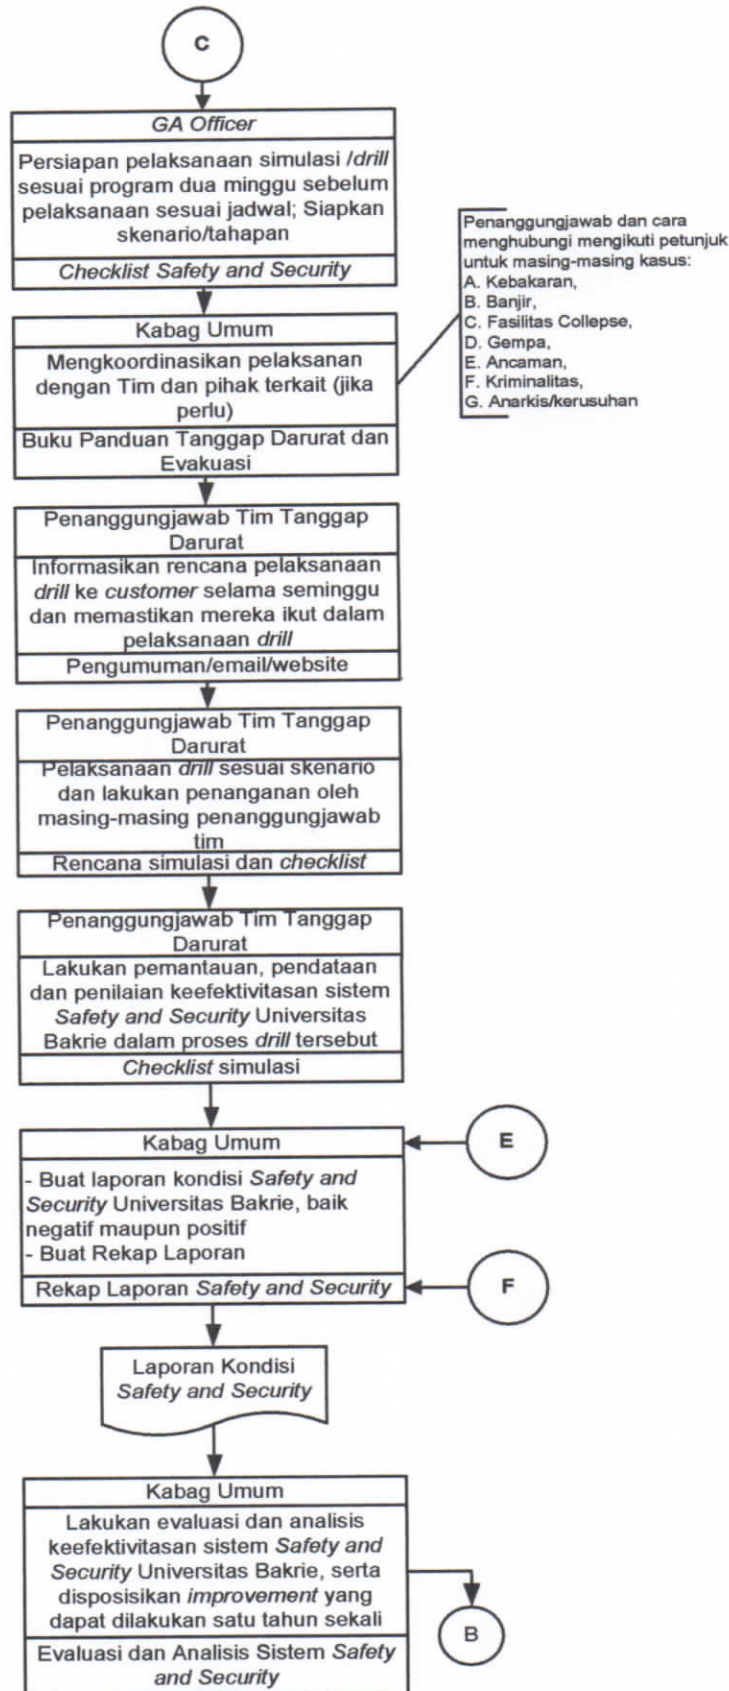 C
GA Officer
Persiapan pelaksanaan simulasi /drill
sesuai program dua minggu sebelum
pelaksanaan sesuai jadwal; Siapkan
skenario/tahapan
Checklist Safety and Security
Penanggungjawab dan cara
menghubungi mengikuti petunjuk
untuk masing-masing kasus:
A. Kebakaran,
B. Banjir,
C. Fasilitas Collepse,
D. Gempa,
E. Ancaman,
F. Kriminalitas,
G. Anarkis/kerusuhan
Kabag Umum
Mengkoordinasikan pelaksanan
dengan Tim dan pihak terkait (jika
perlu)
Buku Panduan Tanggap Darurat dan
Evakuasi
Penanggungjawab Tim Tanggap
Darurat
Informasikan rencana pelaksanaan
drill ke customer selama seminggu
dan memastikan mereka ikut dalam
pelaksanaan drill
Pengumuman/email/website
Penanggungjawab Tim Tanggap
Darurat
Pelaksanaan drill sesuai skenario
dan lakukan penanganan oleh
masing-masing penanggungjawab
tim
Rencana simulasi dan checklist
Penanggungjawab Tim Tanggap
Darurat
Lakukan pemantauan, pendataan
dan penilaian keefektivitasan sistem
Safety and Security Universitas
Bakrie dalam proses drill tersebut
Checklist simulasi
Kabag Umum
E
- Buat laporan kondisi Safety and
Security Universitas Bakrie, baik
negatif maupun positif
- Buat Rekap Laporan
Rekap Laporan Safety and Security
F
Laporan Kondisi
Safety and Security
Kabag Umum
Lakukan evaluasi dan analisis
keefektivitasan sistem Safety and
Security Universitas Bakrie, serta
disposisikan improvement yang
dapat dilakukan satu tahun sekali
B
Evaluasi dan Analisis Sistem Safety
and Security